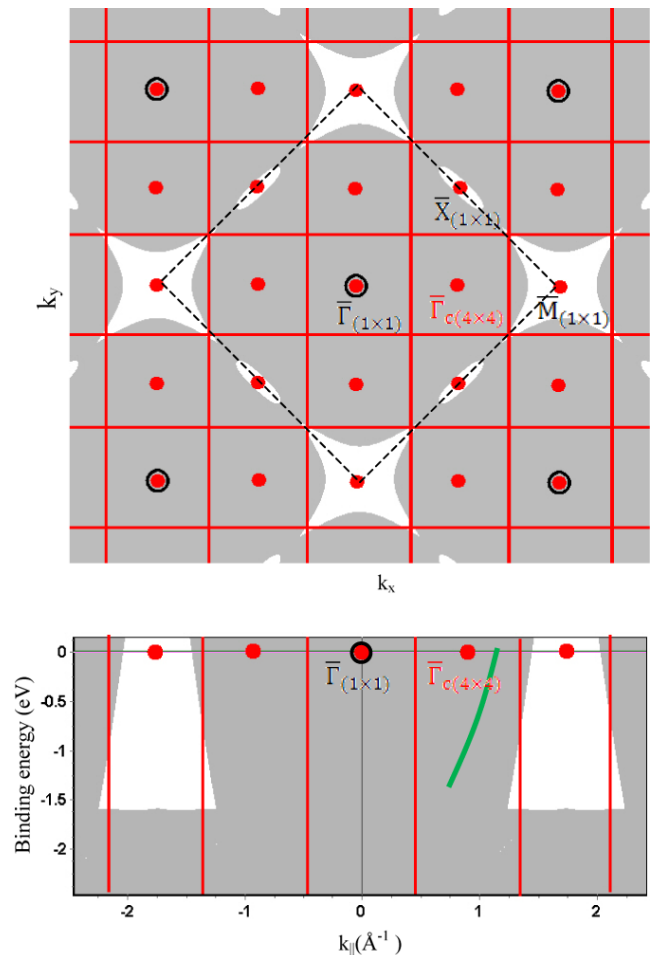 X̅(1×1)
k_y
Γ̅(1×1)
Γ̅c(4×4)
M̅(1×1)
k_x
0
-0.5
-1
-1.5
-2
Binding energy (eV)
Γ̅(1×1)
Γ̅c(4×4)
-2
-1
0
1
2
k_||(Å⁻¹)